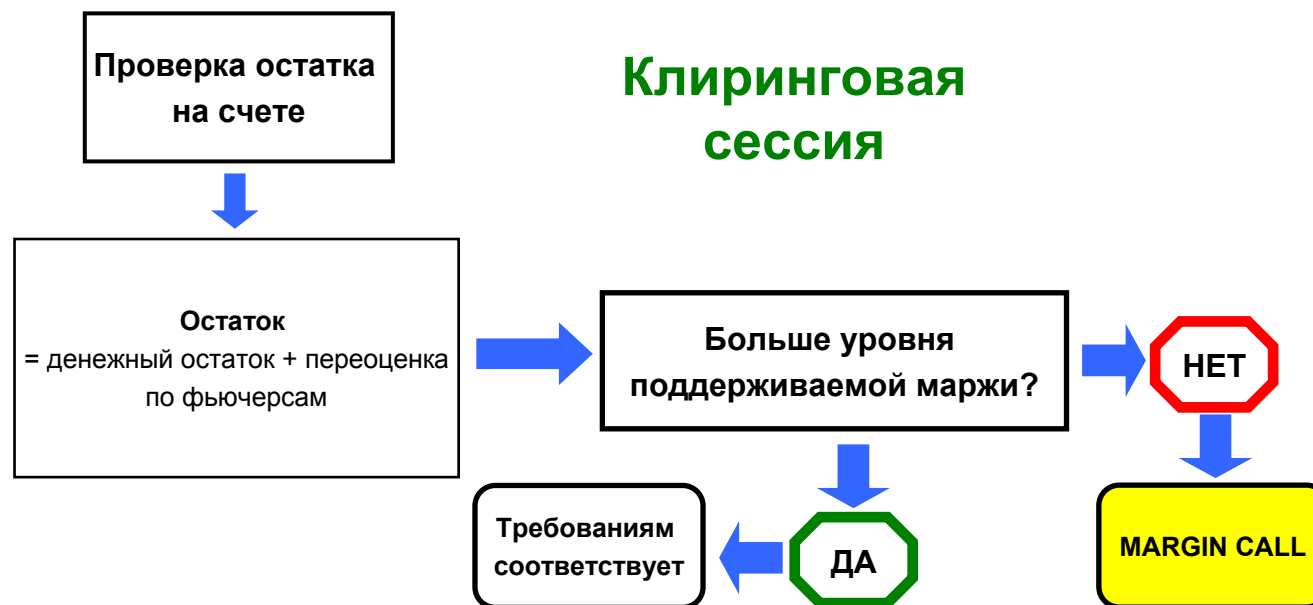 Проверка остатка
на счете
Клиринговая
сессия
Остаток
= денежный остаток + переоценка
по фьючерсам
Больше уровня
поддерживаемой маржи?
НЕТ
Требованиям
соответствует
ДА
MARGIN CALL